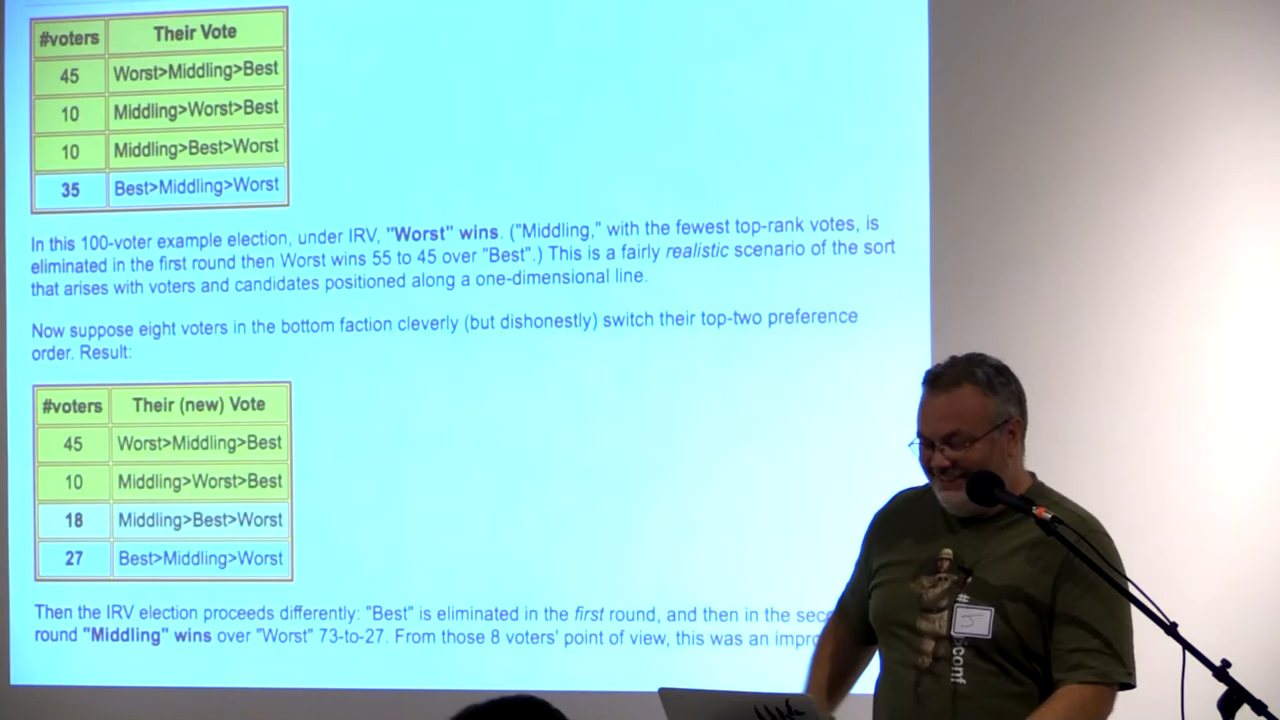 #voters Their Vote
45 Worst>Middling>Best
10 Middling>Worst>Best
10 Middling>Best>Worst
35 Best>Middling>Worst
In this 100-voter example election, under IRV, "Worst" wins. ("Middling," with the fewest top-rank votes, is
eliminated in the first round then Worst wins 55 to 45 over "Best".) This is a fairly realistic scenario of the sort
that arises with voters and candidates positioned along a one-dimensional line.
Now suppose eight voters in the bottom faction cleverly (but dishonestly) switch their top-two preference
order. Result:
#voters Their (new) Vote
45 Worst>Middling>Best
10 Middling>Worst>Best
18 Middling>Best>Worst
27 Best>Middling>Worst
Then the IRV election proceeds differently: "Best" is eliminated in the first round, and then in the
round "Middling" wins over "Worst" 73-to-27. From those 8 voters' point of view, this was an
J